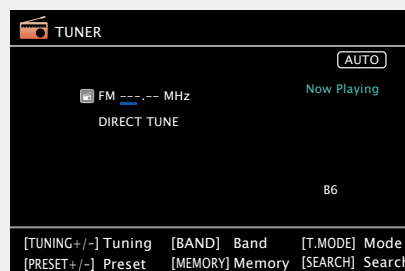 TUNER
AUTO
FM ---.-- MHz
Now Playing
DIRECT TUNE
B6
[TUNING+/-] Tuning [BAND] Band [T.MODE] Mode
[PRESET+/-] Preset [MEMORY] Memory [SEARCH] Search